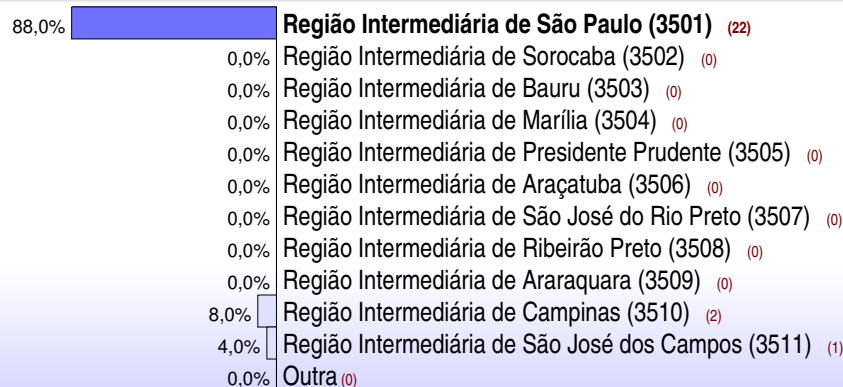 88,0% Região Intermediária de São Paulo (3501) (22)
0,0% Região Intermediária de Sorocaba (3502) (0)
0,0% Região Intermediária de Bauru (3503) (0)
0,0% Região Intermediária de Marília (3504) (0)
0,0% Região Intermediária de Presidente Prudente (3505) (0)
0,0% Região Intermediária de Araçatuba (3506) (0)
0,0% Região Intermediária de São José do Rio Preto (3507) (0)
0,0% Região Intermediária de Ribeirão Preto (3508) (0)
0,0% Região Intermediária de Araraquara (3509) (0)
8,0% Região Intermediária de Campinas (3510) (2)
4,0% Região Intermediária de São José dos Campos (3511) (1)
0,0% Outra (0)